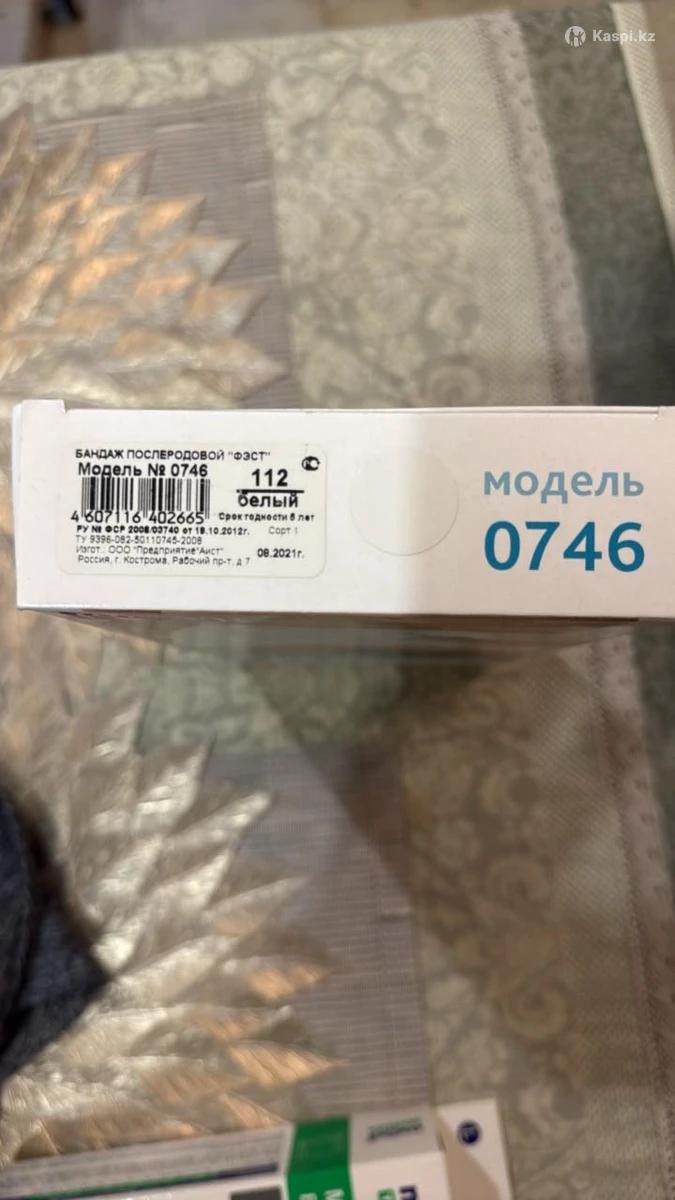 Kaspi.kz
БАНДАЖ ПОСЛЕРОДОВОЙ "ФЭСТ"
Модель № 0746
112
белый
4 607116 402665
Срок годности 5 лет
РУ № ФСР 2008/03740 от 19.10.2012г. Сорт 1
ТУ 9396-082-50110745-2008
Изгот.: ООО "Предприятие"Аист" 08.2021г.
Россия, г. Кострома, Рабочий пр-т, д 7
модель
0746